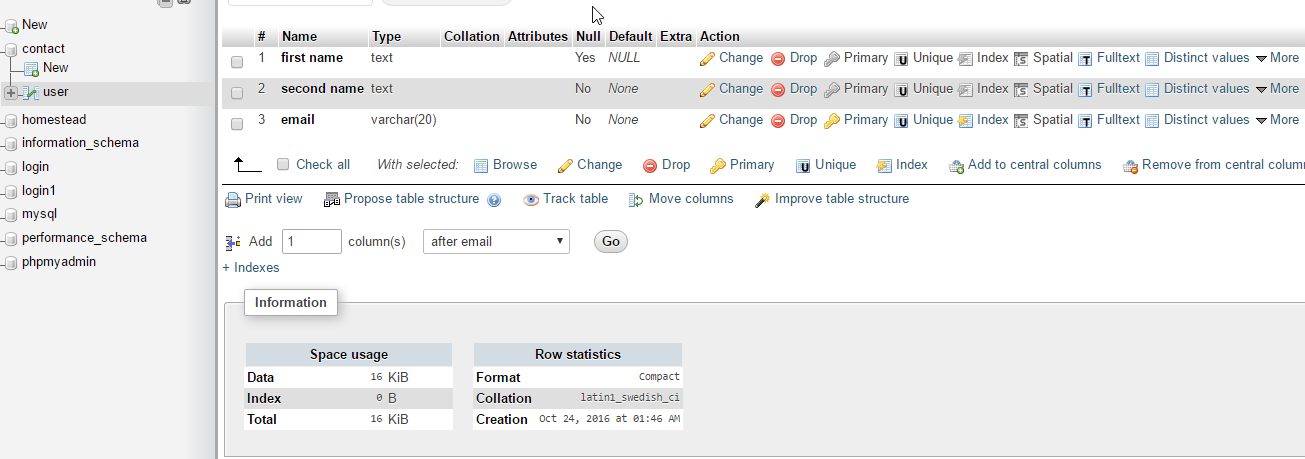 New
contact
New
user
homestead
information_schema
login
login1
mysql
performance_schema
phpmyadmin
# Name Type Collation Attributes Null Default Extra Action
1 first name text Yes NULL Change Drop Primary Unique Index Spatial Fulltext Distinct values More
2 second name text No None Change Drop Primary Unique Index Spatial Fulltext Distinct values More
3 email varchar(20) No None Change Drop Primary Unique Index Spatial Fulltext Distinct values More
Check all With selected: Browse Change Drop Primary Unique Index Add to central columns Remove from central colum
Print view Propose table structure Track table Move columns Improve table structure
Add 1 column(s) after email Go
+ Indexes
Information
Space usage
Data 16 KiB
Index 0 B
Total 16 KiB
Row statistics
Format Compact
Collation latin1_swedish_ci
Creation Oct 24, 2016 at 01:46 AM